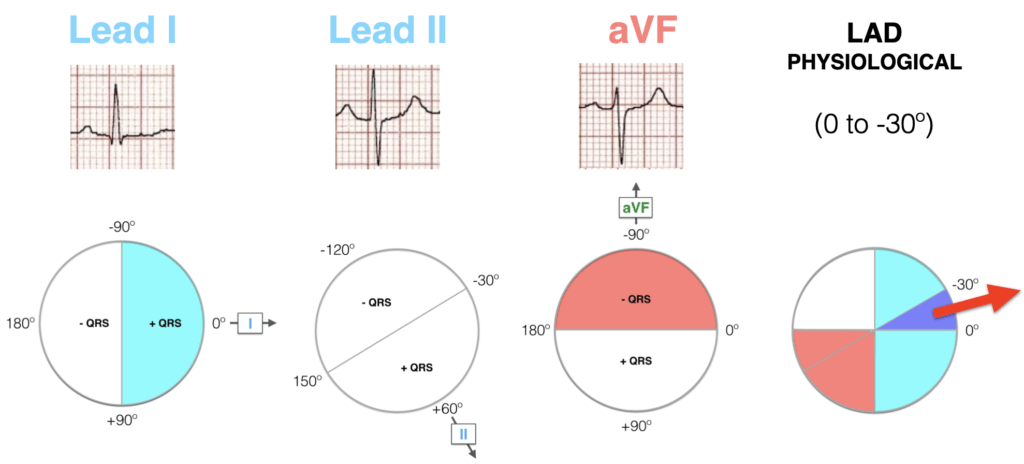 Lead I
Lead II
aVF
LAD
PHYSIOLOGICAL
(0 to -30º)
aVF
-90º
- QRS
+ QRS
180º
0º
I
+90º
-120º
-30º
- QRS
+ QRS
150º
+60º
II
-90º
- QRS
180º
0º
+ QRS
+90º
-30º
0º